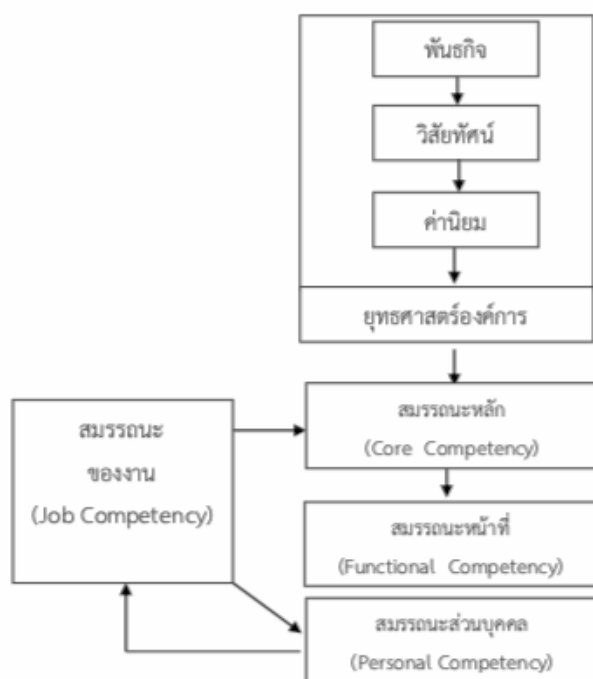 พันธกิจ
วิสัยทัศน์
ค่านิยม
ยุทธศาสตร์องค์การ
สมรรถนะ
ของงาน
(Job Competency)
สมรรถนะหลัก
(Core Competency)
สมรรถนะหน้าที่
(Functional Competency)
สมรรถนะส่วนบุคคล
(Personal Competency)